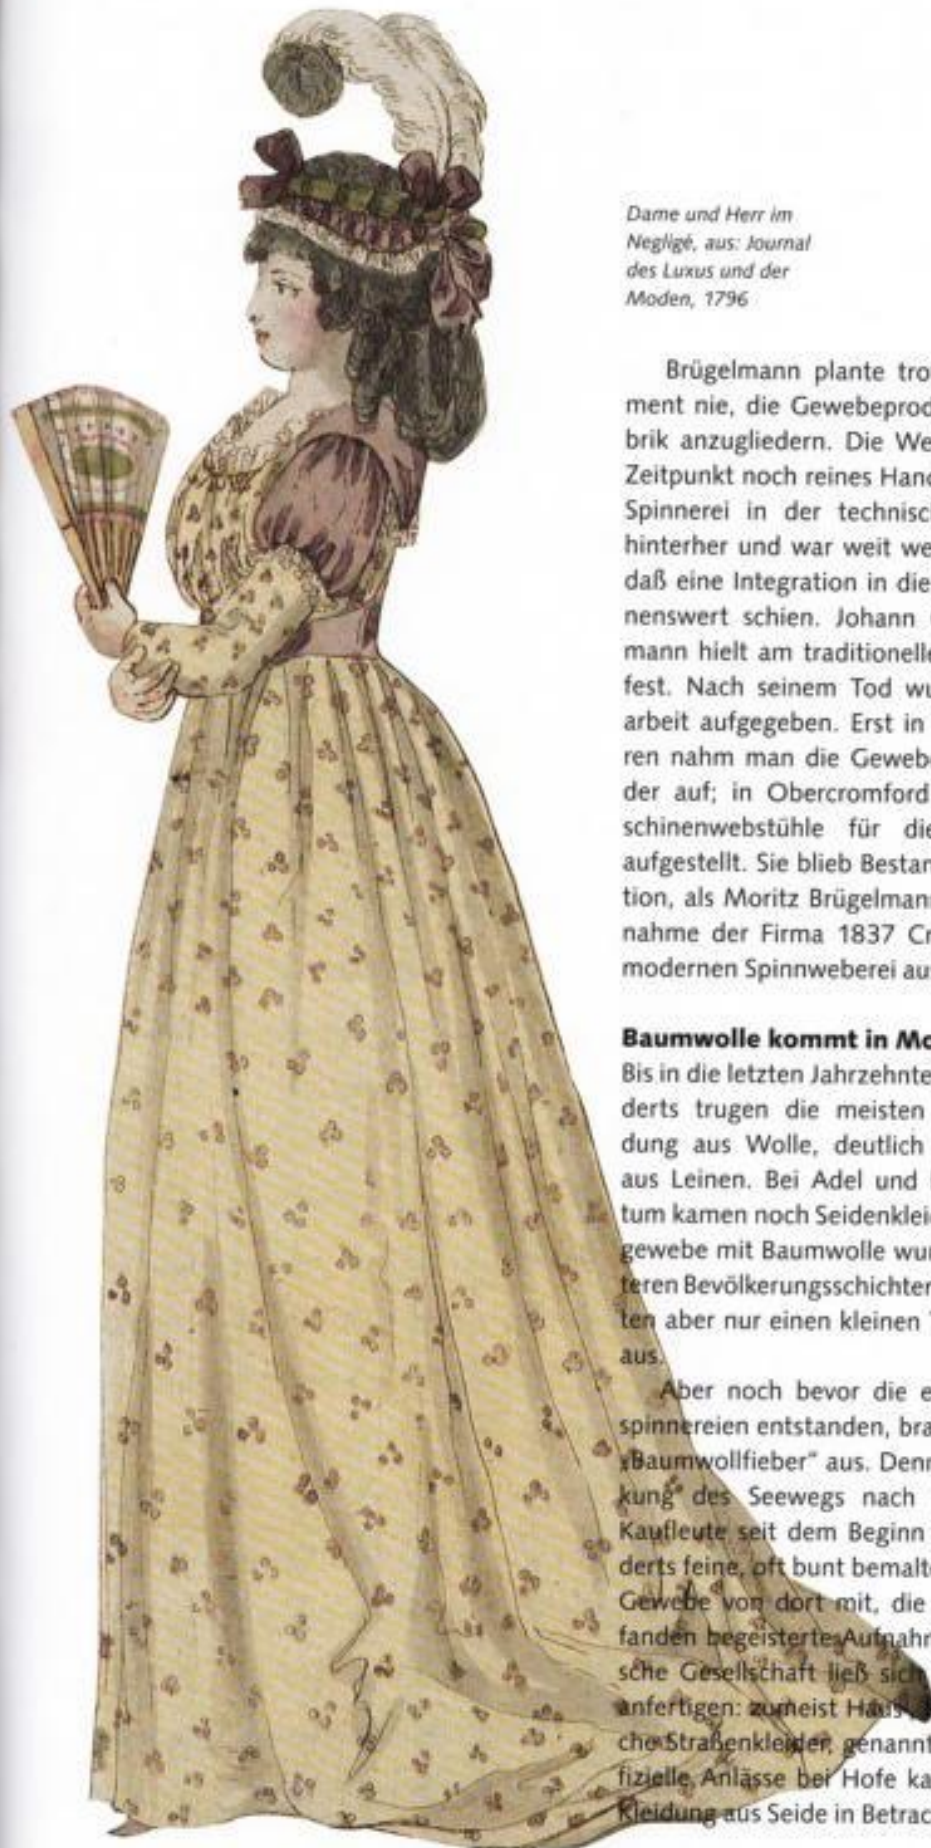 Dame und Herr im
Negligé, aus: Journal
des Luxus und der
Moden, 1796
Brügelmann plante tro
ment nie, die Gewebeprod
brik anzugliedern. Die We
Zeitpunkt noch reines Hand
Spinnerei in der technisc
hinterher und war weit we
daß eine Integration in die
nenswert schien. Johann
mann hielt am traditionelle
fest. Nach seinem Tod wu
arbeit aufgegeben. Erst in
ren nahm man die Gewebe
der auf; in Obercromford
schinenwebstühle für die
aufgestellt. Sie blieb Bestan
tion, als Moritz Brügelmann
nahme der Firma 1837 Cr
modernen Spinnweberei aus
Baumwolle kommt in Mo
Bis in die letzten Jahrzehnte
derts trugen die meisten
dung aus Wolle, deutlich
aus Leinen. Bei Adel und
tum kamen noch Seidenkleid
gewebe mit Baumwolle wur
teren Bevölkerungsschichten
ten aber nur einen kleinen
aus.
Aber noch bevor die e
spinnereien entstanden, bra
„Baumwollfieber“ aus. Denn
kung des Seewegs nach
Kaufleute seit dem Beginn
derts feine, oft bunt bemalt
Gewebe von dort mit, die
fanden begeisterte Aufnahm
sche Gesellschaft ließ sich
anfertigen: zumeist Haus-
che Straßenkleider, genannt
fizielle Anlässe bei Hofe ka
Kleidung aus Seide in Betrac